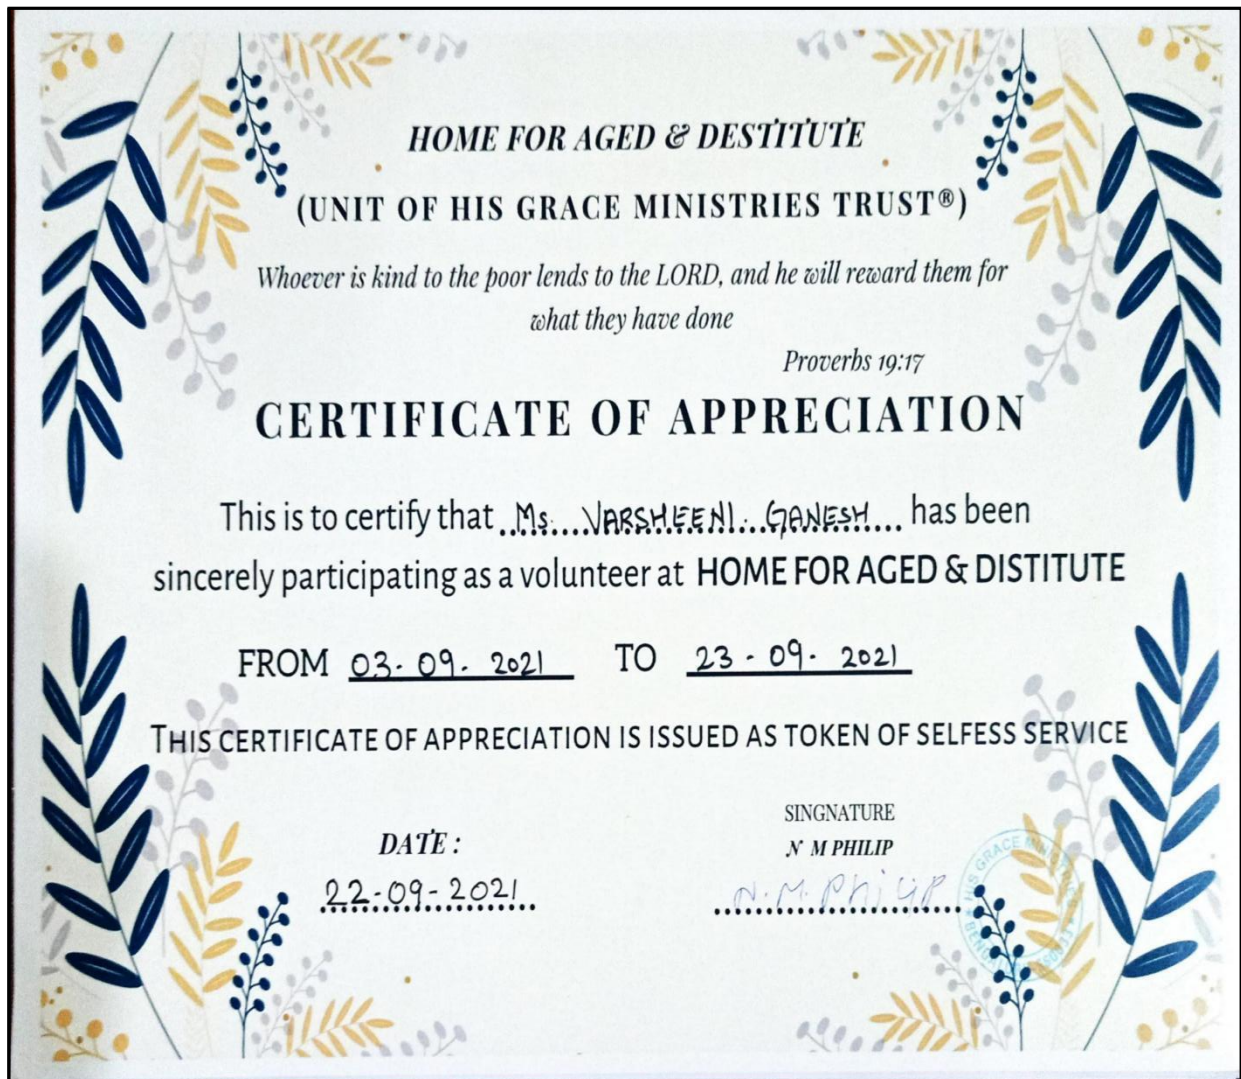 HOME FOR AGED & DESTITUTE
(UNIT OF HIS GRACE MINISTRIES TRUST®)
Whoever is kind to the poor lends to the LORD, and he will reward them for
what they have done
Proverbs 19:17
CERTIFICATE OF APPRECIATION
This is to certify that Ms. VARSHEENI. GANESH has been
sincerely participating as a volunteer at HOME FOR AGED & DISTITUTE
FROM 03-09-2021 TO 23-09-2021
THIS CERTIFICATE OF APPRECIATION IS ISSUED AS TOKEN OF SELFESS SERVICE
DATE :
22-09-2021
SINGNATURE
N M PHILIP
N.M. PHILIP
HIS GRACE MINISTRIES